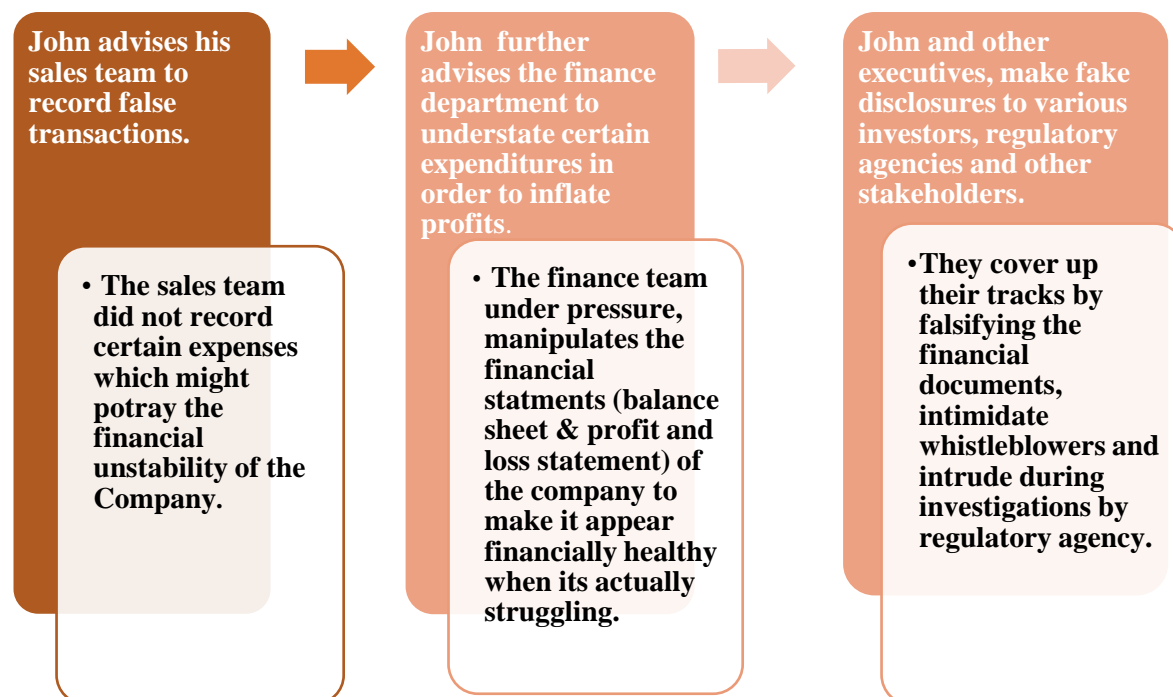 John advises his
sales team to
record false
transactions.
• The sales team
did not record
certain expenses
which might
potray the
financial
unstability of the
Company.
John further
advises the finance
department to
understate certain
expenditures in
order to inflate
profits.
• The finance team
under pressure,
manipulates the
financial
statments (balance
sheet & profit and
loss statement) of
the company to
make it appear
financially healthy
when its actually
struggling.
John and other
executives, make fake
disclosures to various
investors, regulatory
agencies and other
stakeholders.
•They cover up
their tracks by
falsifying the
financial
documents,
intimidate
whistleblowers and
intrude during
investigations by
regulatory agency.